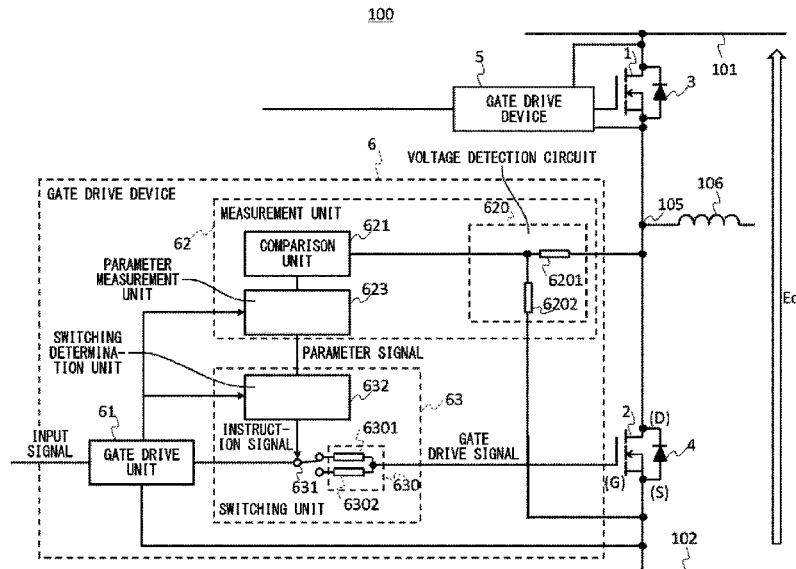 100
101
1
5
GATE DRIVE
DEVICE
3
6
VOLTAGE DETECTION CIRCUIT
GATE DRIVE DEVICE
MEASUREMENT UNIT
620
105
106
62
621
COMPARISON
UNIT
PARAMETER
MEASUREMENT
UNIT
623
6201
6202
Ed
SWITCHING
DETERMINA-
TION UNIT
PARAMETER SIGNAL
632
63
INSTRUCT-
ION SIGNAL
61
INPUT
SIGNAL
GATE DRIVE
UNIT
6301
GATE
DRIVE SIGNAL
2
(D)
4
631
630
6302
(G)
(S)
SWITCHING UNIT
102